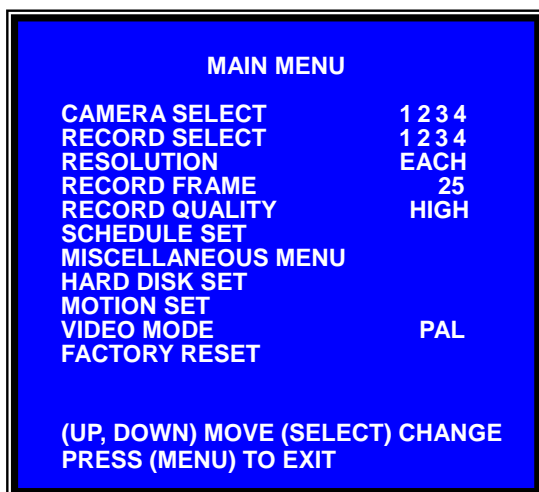 MAIN MENU
CAMERA SELECT 1 2 3 4
RECORD SELECT 1 2 3 4
RESOLUTION EACH
RECORD FRAME 25
RECORD QUALITY HIGH
SCHEDULE SET
MISCELLANEOUS MENU
HARD DISK SET
MOTION SET
VIDEO MODE PAL
FACTORY RESET
(UP, DOWN) MOVE (SELECT) CHANGE
PRESS (MENU) TO EXIT